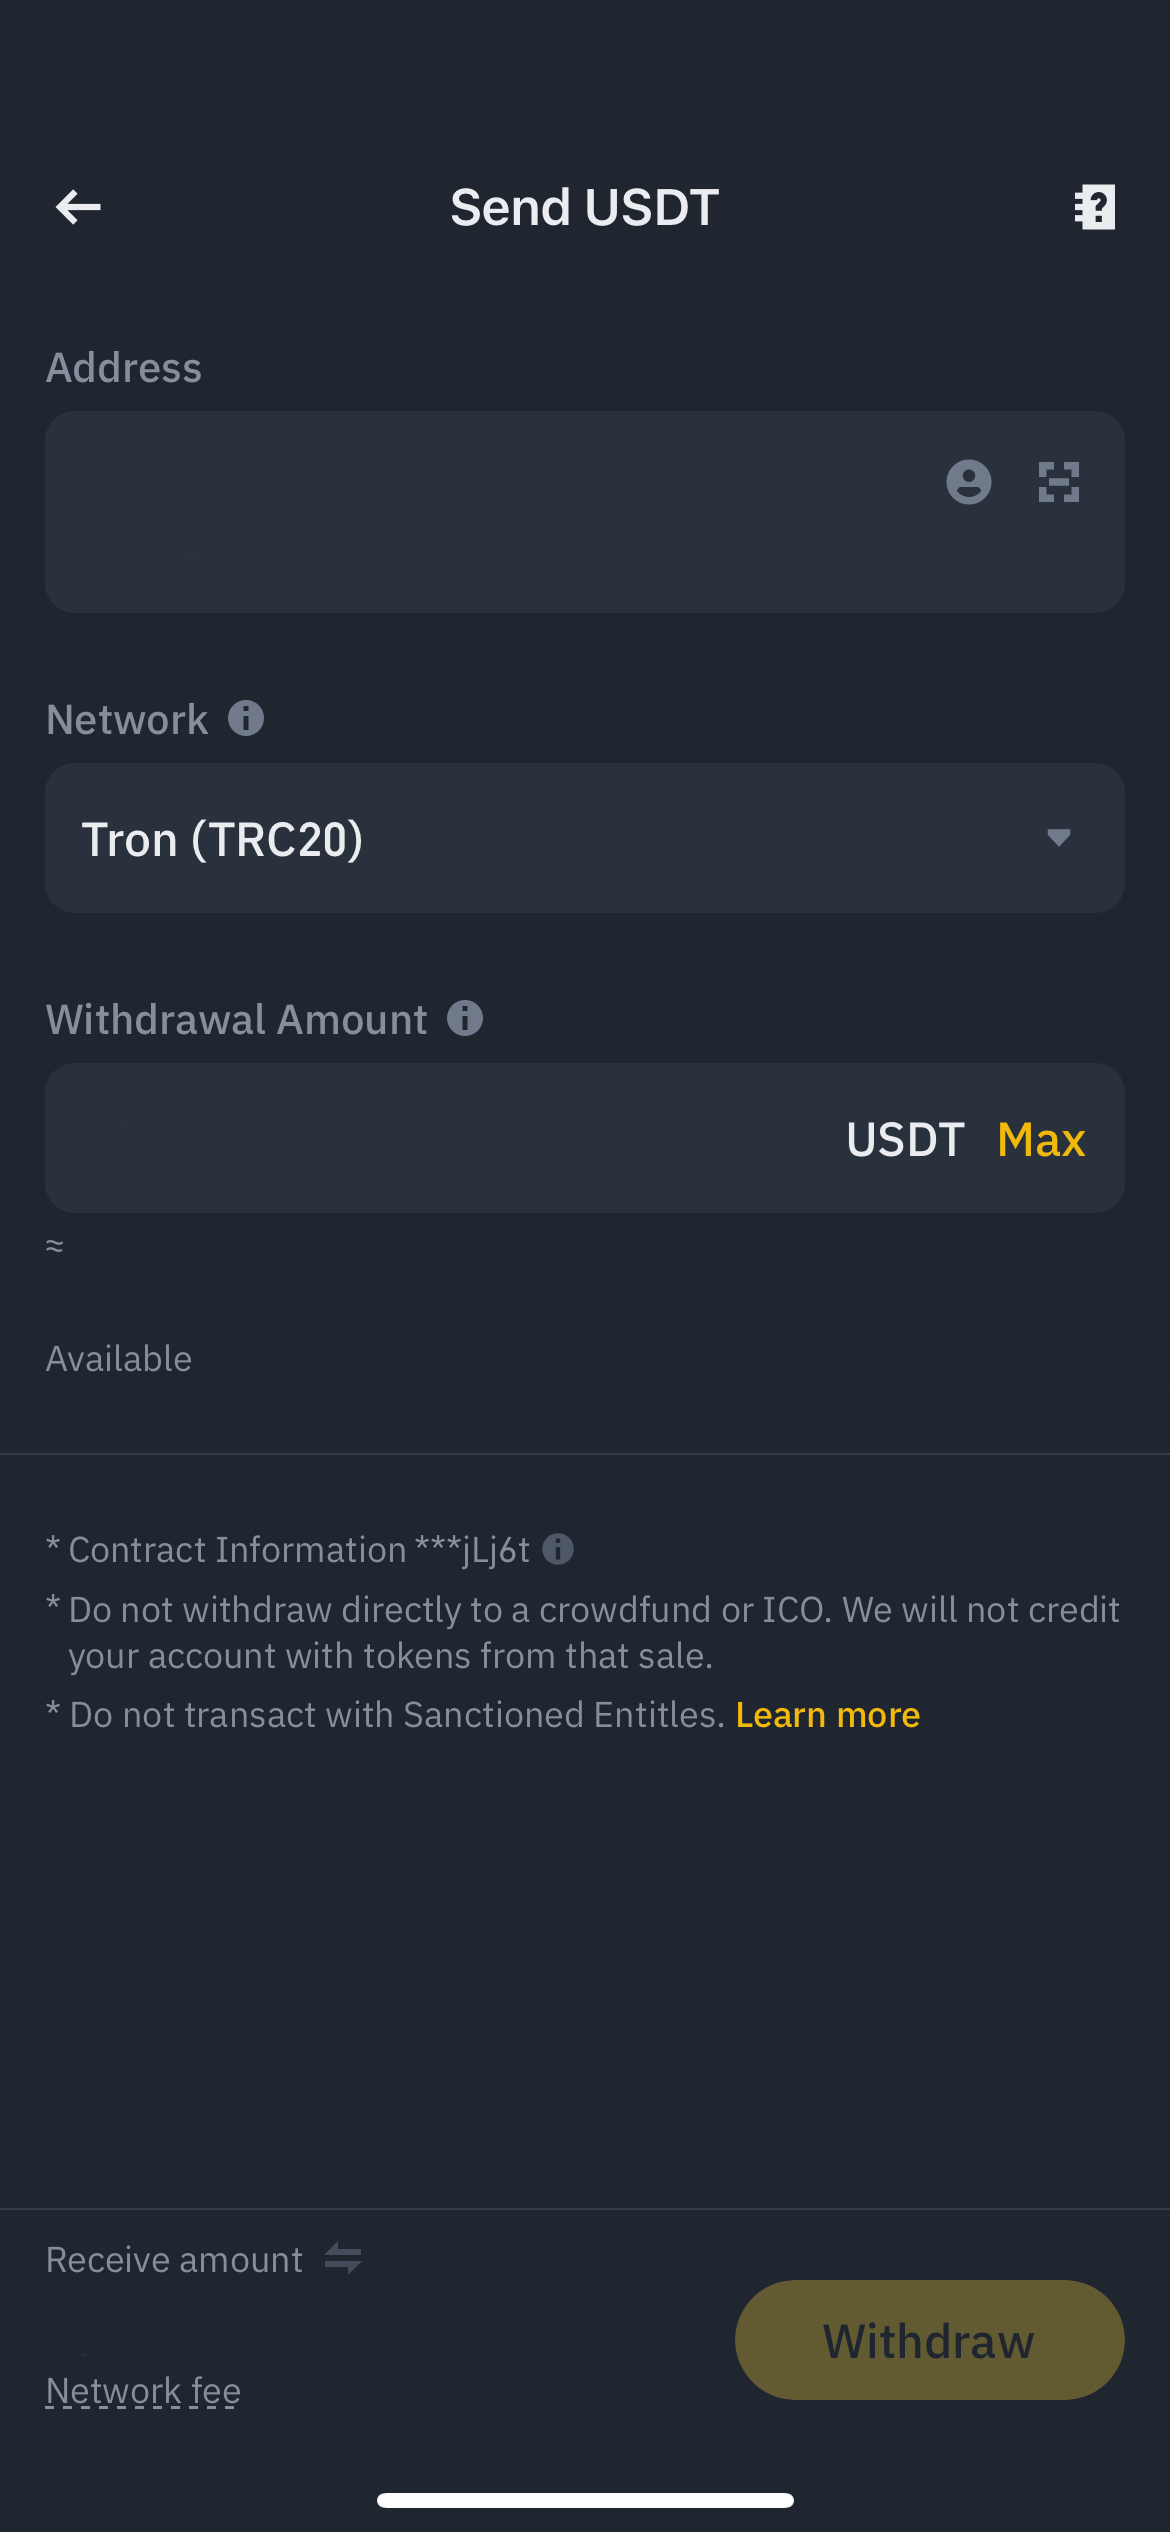 Send USDT
Address
Network
Tron (TRC20)
Withdrawal Amount
USDT Max
≈
Available
* Contract Information ***jLj6t
* Do not withdraw directly to a crowdfund or ICO. We will not credit
your account with tokens from that sale.
* Do not transact with Sanctioned Entitles. Learn more
Receive amount
Withdraw
Network fee